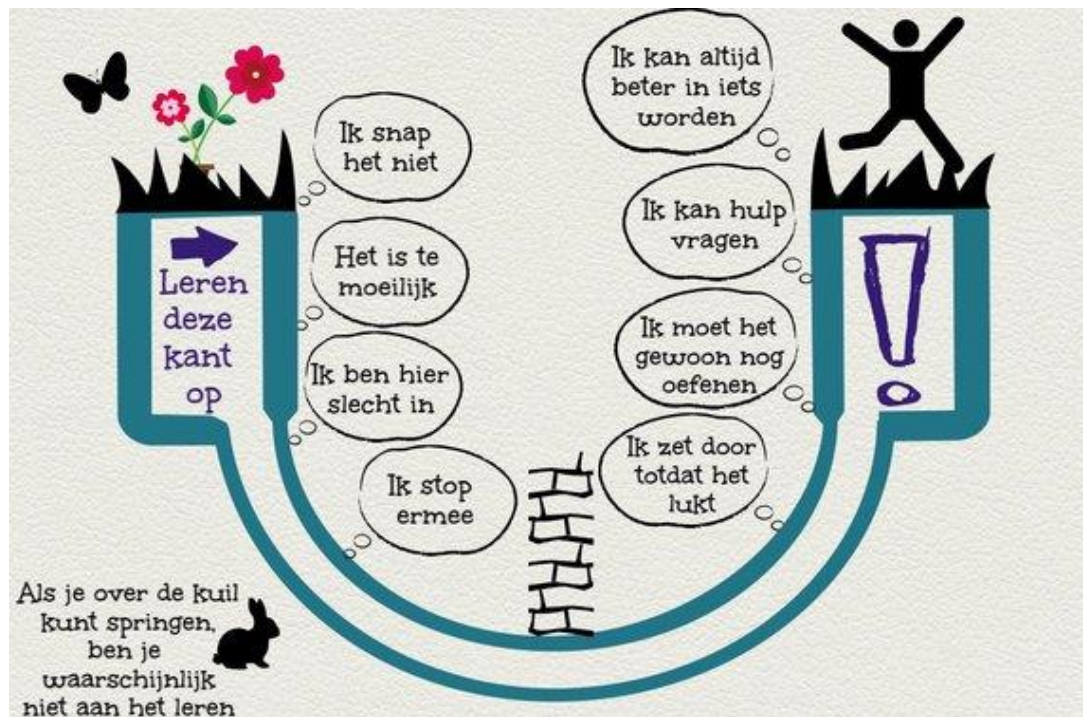 Leren
deze
kant
op
Ik snap
het niet
Het is te
moeilijk
Ik ben hier
slecht in
Ik stop
ermee
Ik zet door
totdat het
lukt
Ik moet het
gewoon nog
oefenen
Ik kan hulp
vragen
Ik kan altijd
beter in iets
worden
!
Als je over de kuil
kunt springen,
ben je
waarschijnlijk
niet aan het leren